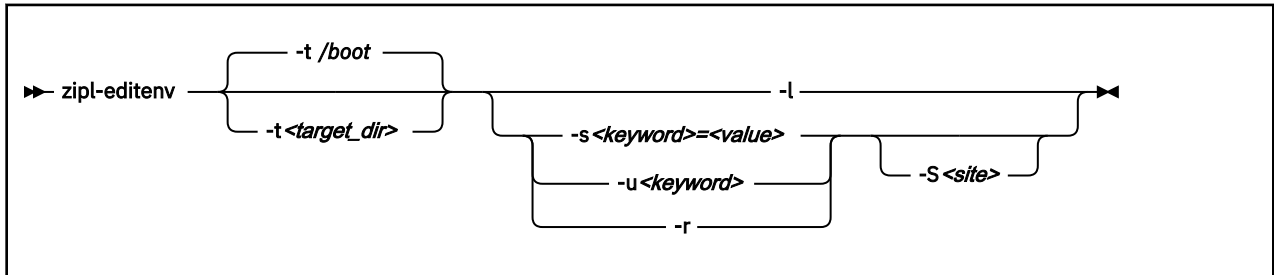 -t /boot
zipl-editenv
-l
-t<target_dir>
-s<keyword>=<value>
-S<site>
-u<keyword>
-r